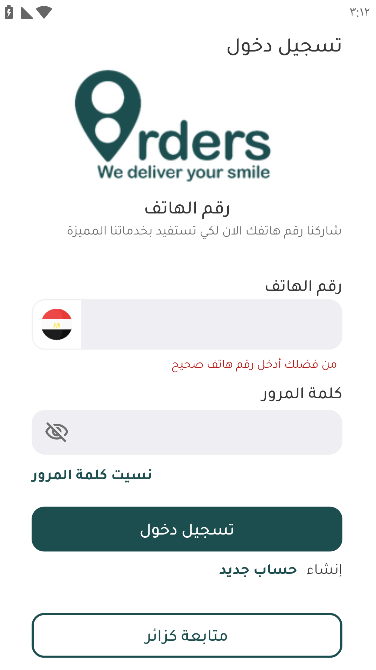 ٣:١٢
تسجيل دخول
Orders
We deliver your smile
رقم الهاتف
شاركنا رقم هاتفك الان لكي تستفيد بخدماتنا المميزة
رقم الهاتف
من فضلك أدخل رقم هاتف صحيح
كلمة المرور
نسيت كلمة المرور
تسجيل دخول
إنشاء حساب جديد
متابعة كزائر